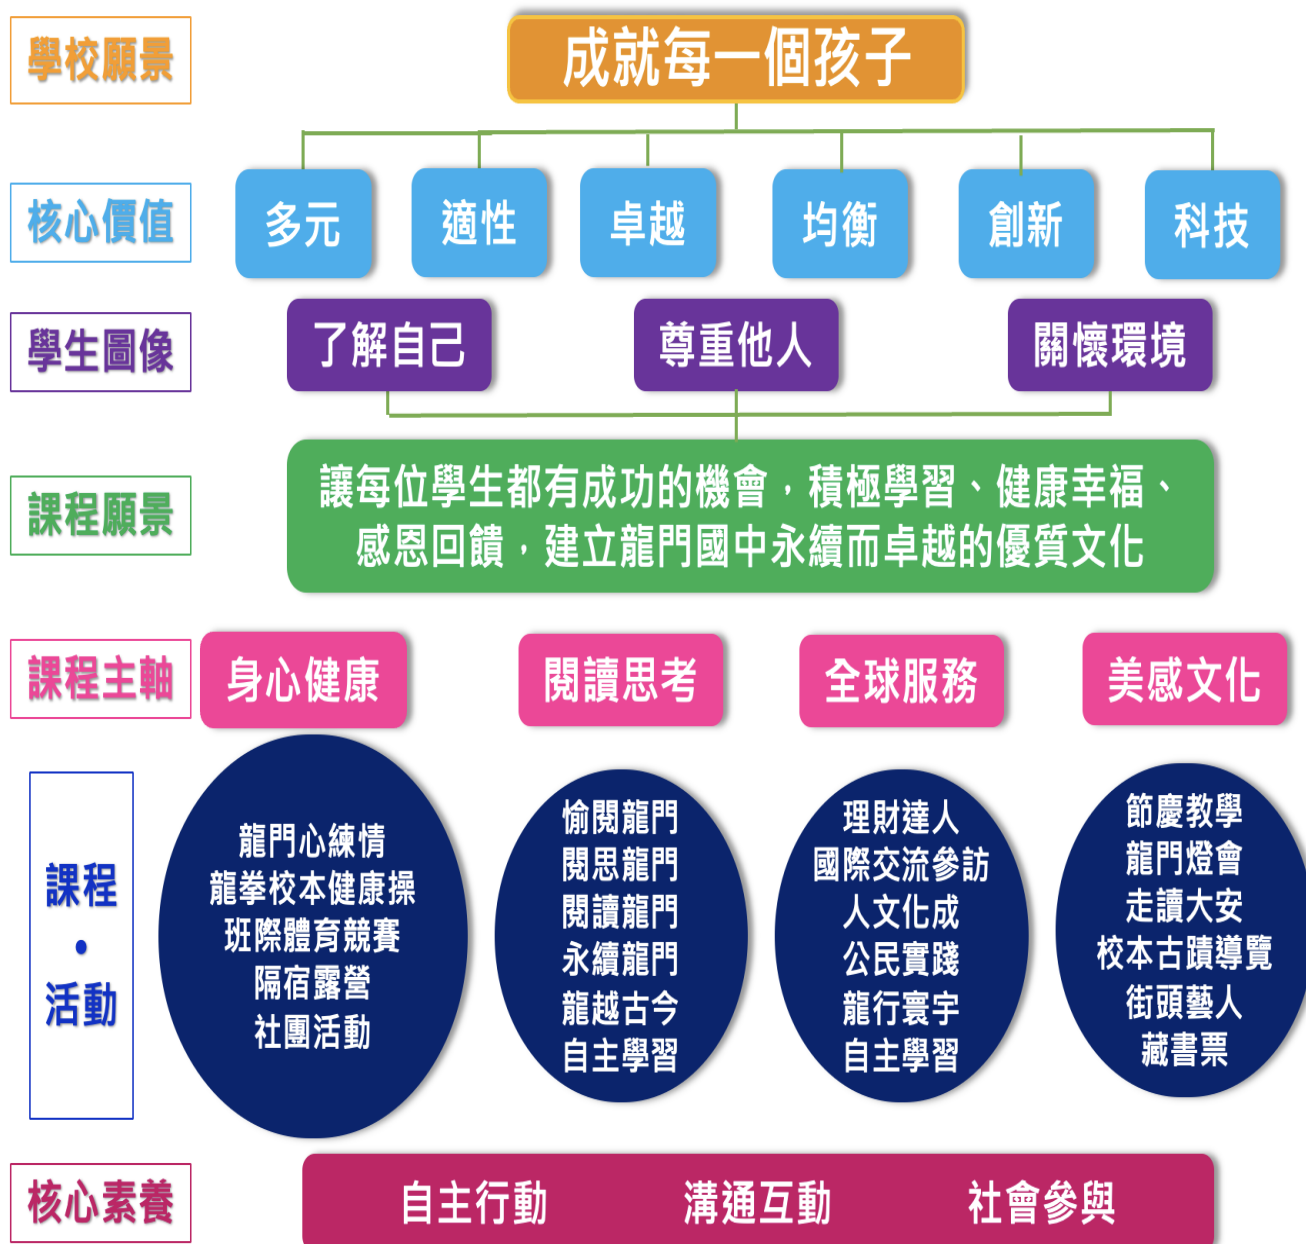 學校願景
成就每一個孩子
核心價值
多元
適性
卓越
均衡
創新
科技
學生圖像
了解自己
尊重他人
關懷環境
課程願景
讓每位學生都有成功的機會，積極學習、健康幸福、
感恩回饋，建立龍門國中永續而卓越的優質文化
課程主軸
身心健康
閱讀思考
全球服務
美感文化
課程
•
活動
龍門心練情
龍拳校本健康操
班際體育競賽
隔宿露營
社團活動
愉閱龍門
閱思龍門
閱讀龍門
永續龍門
龍越古今
自主學習
理財達人
國際交流參訪
人文化成
公民實踐
龍行寰宇
自主學習
節慶教學
龍門燈會
走讀大安
校本古蹟導覽
街頭藝人
藏書票
核心素養
自主行動
溝通互動
社會參與